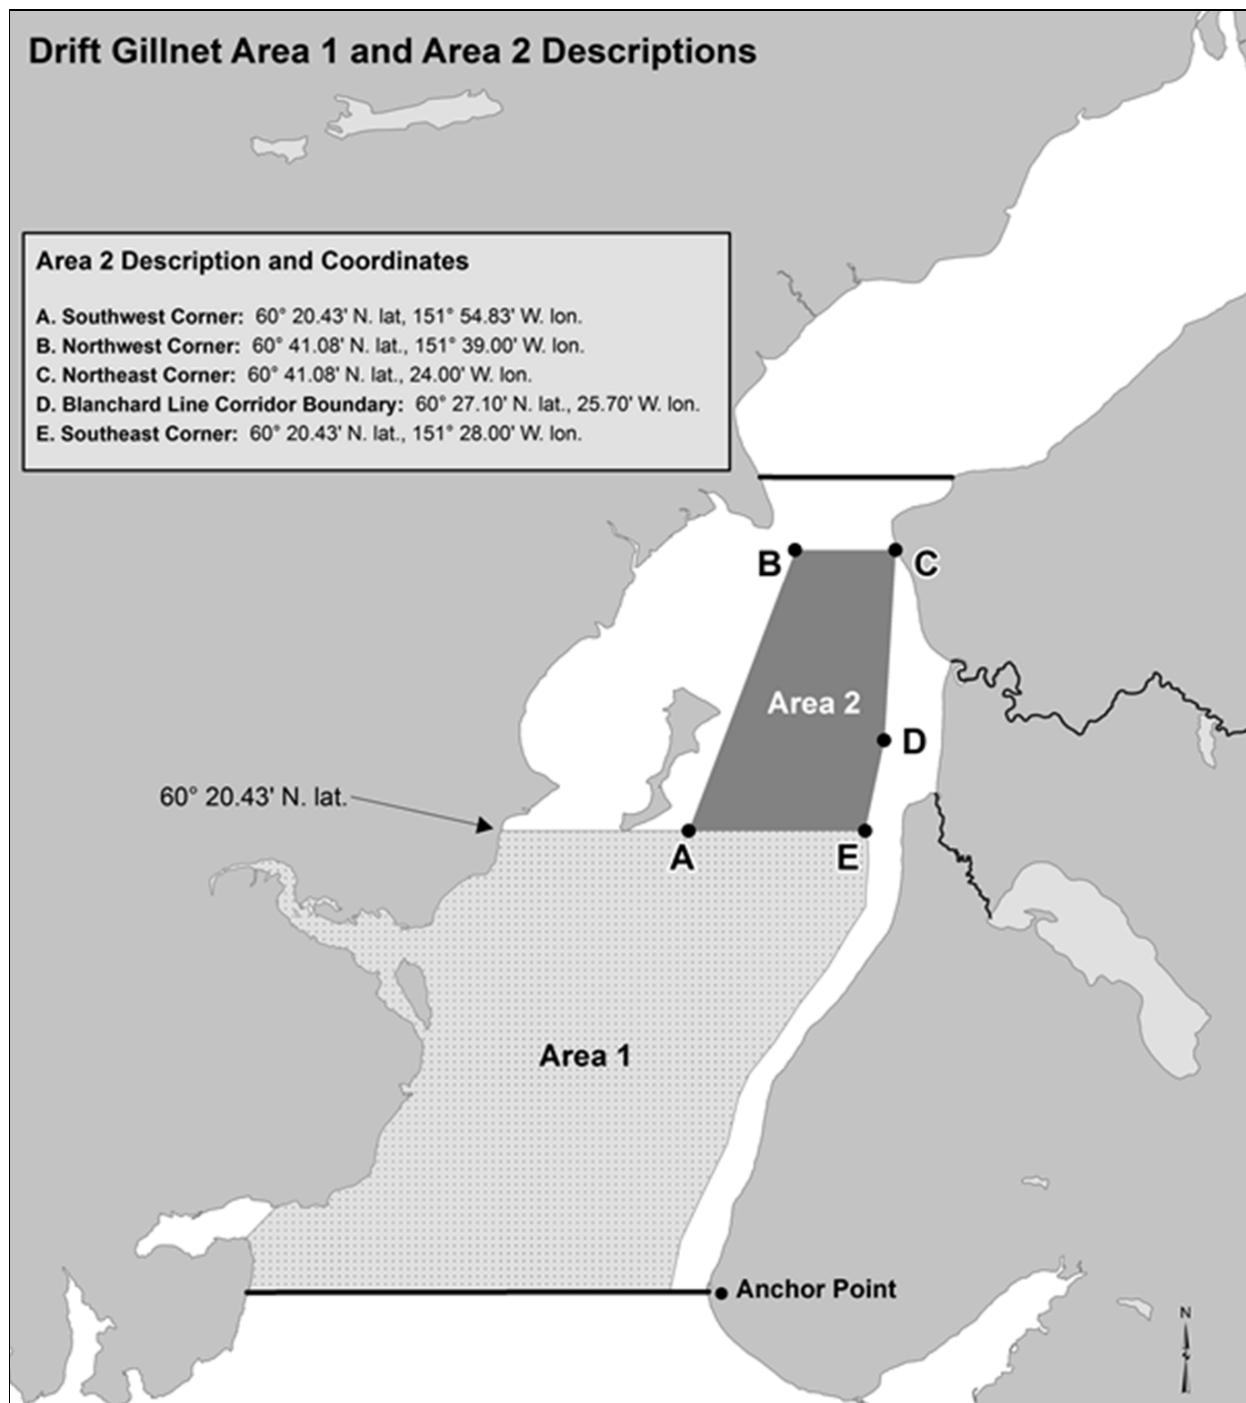 Drift Gillnet Area 1 and Area 2 Descriptions
Area 2 Description and Coordinates
A. Southwest Corner: 60° 20.43' N. lat, 151° 54.83' W. lon.
B. Northwest Corner: 60° 41.08' N. lat., 151° 39.00' W. lon.
C. Northeast Corner: 60° 41.08' N. lat., 24.00' W. lon.
D. Blanchard Line Corridor Boundary: 60° 27.10' N. lat., 25.70' W. lon.
E. Southeast Corner: 60° 20.43' N. lat., 151° 28.00' W. lon.
B
C
Area 2
D
60° 20.43' N. lat.
A
E
Area 1
Anchor Point
N